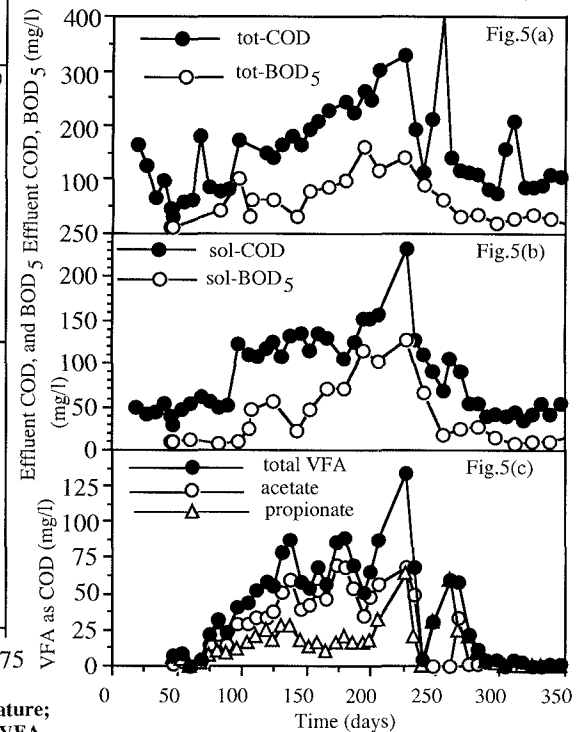 400
300
200
100
250
Effluent COD, BOD5 (mg/l)
Fig.5(a)
tot-COD
tot-BOD5
200
150
100
50
0
Effluent COD, and BOD5
(mg/l)
Fig.5(b)
sol-COD
sol-BOD5
125
100
75
50
25
0
VFA as COD (mg/l)
Fig.5(c)
total VFA
acetate
propionate
0 50 100 150 200 250 300 350
Time (days)
75
ature;
VFA